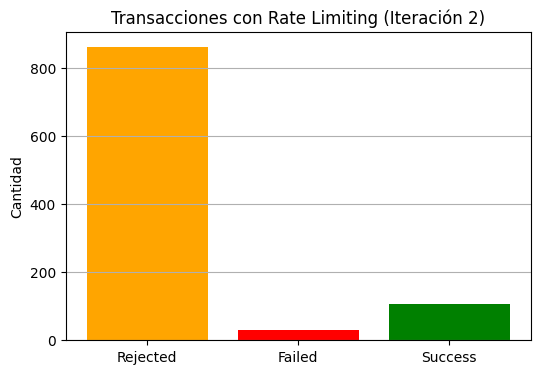 Transacciones con Rate Limiting (Iteración 2)
Cantidad
800
600
400
200
0
Rejected Failed Success